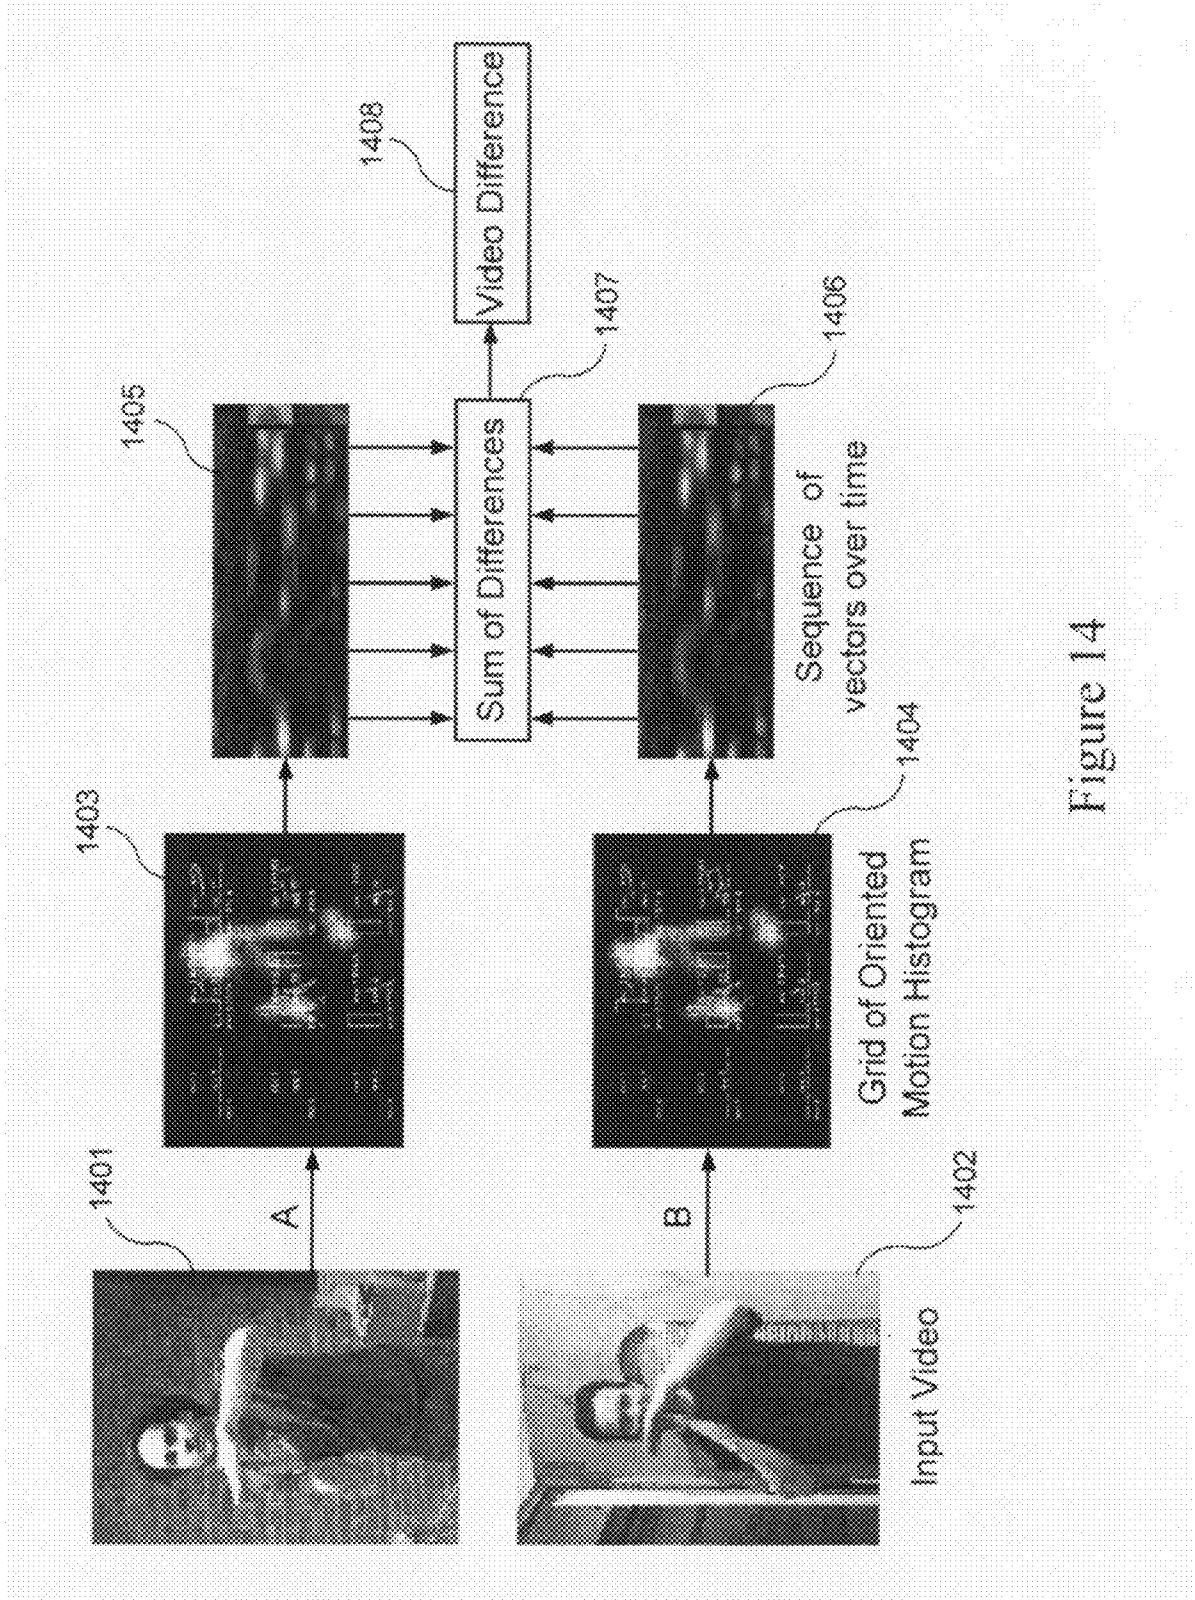 1401
A
1403
1405
1408
Sum of Differences
Video Difference
1407
B
1402
1404
1406
Input Video
Grid of Oriented
Motion Histogram
Sequence of
vectors over time
Figure 14